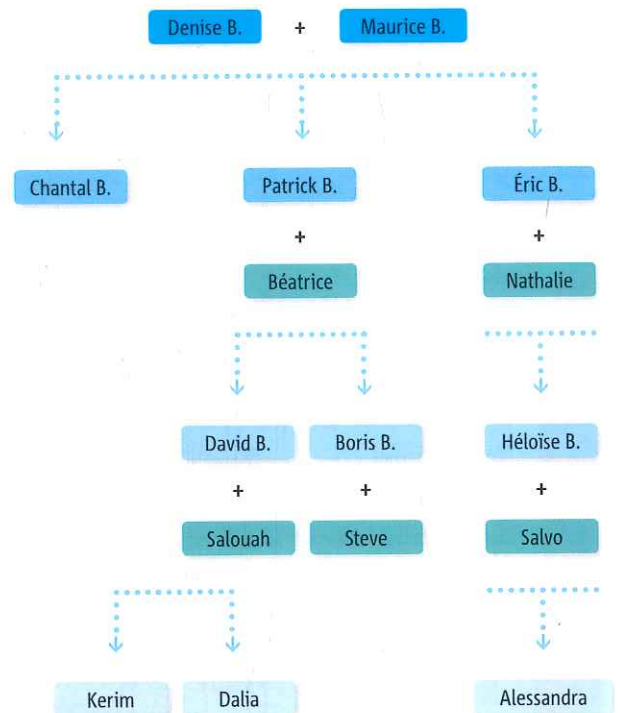 Denise B. + Maurice B.
Chantal B. Patrick B. Éric B.
+ +
Béatrice Nathalie
David B. Boris B. Héloïse B.
+ + +
Salouah Steve Salvo
Kerim Dalia Alessandra